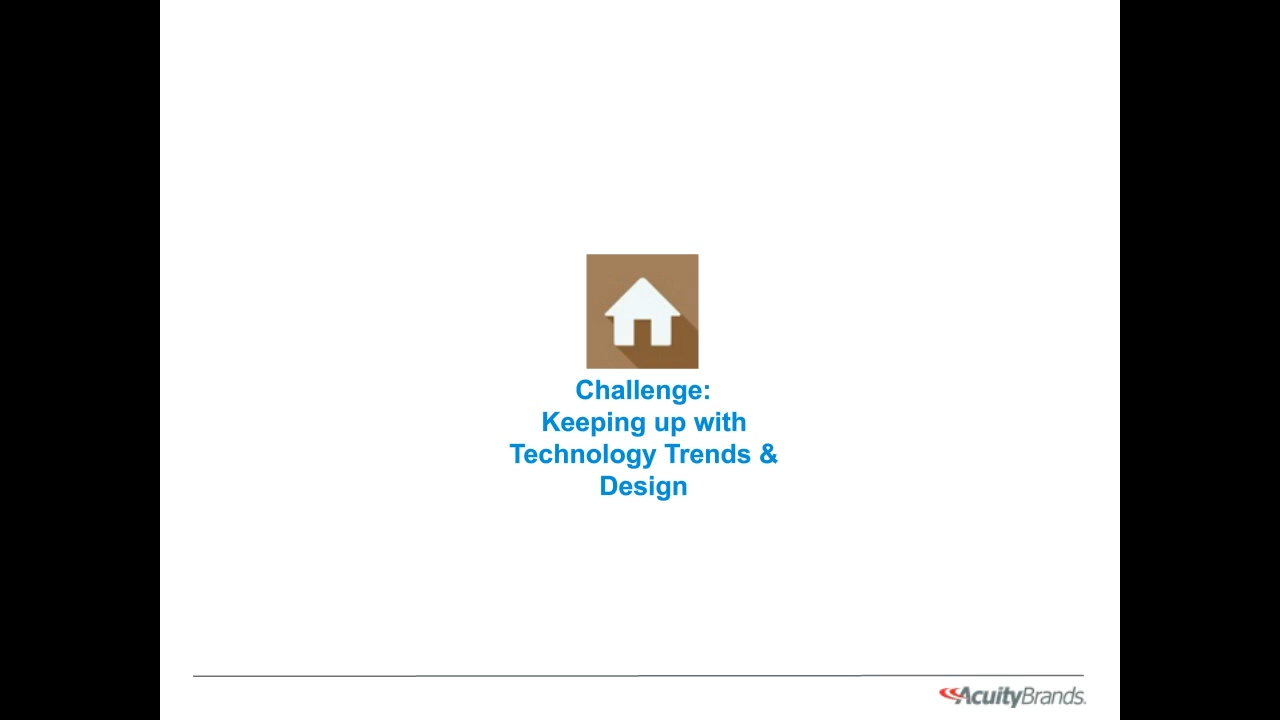 Challenge:
Keeping up with
Technology Trends &
Design
AcuityBrands.